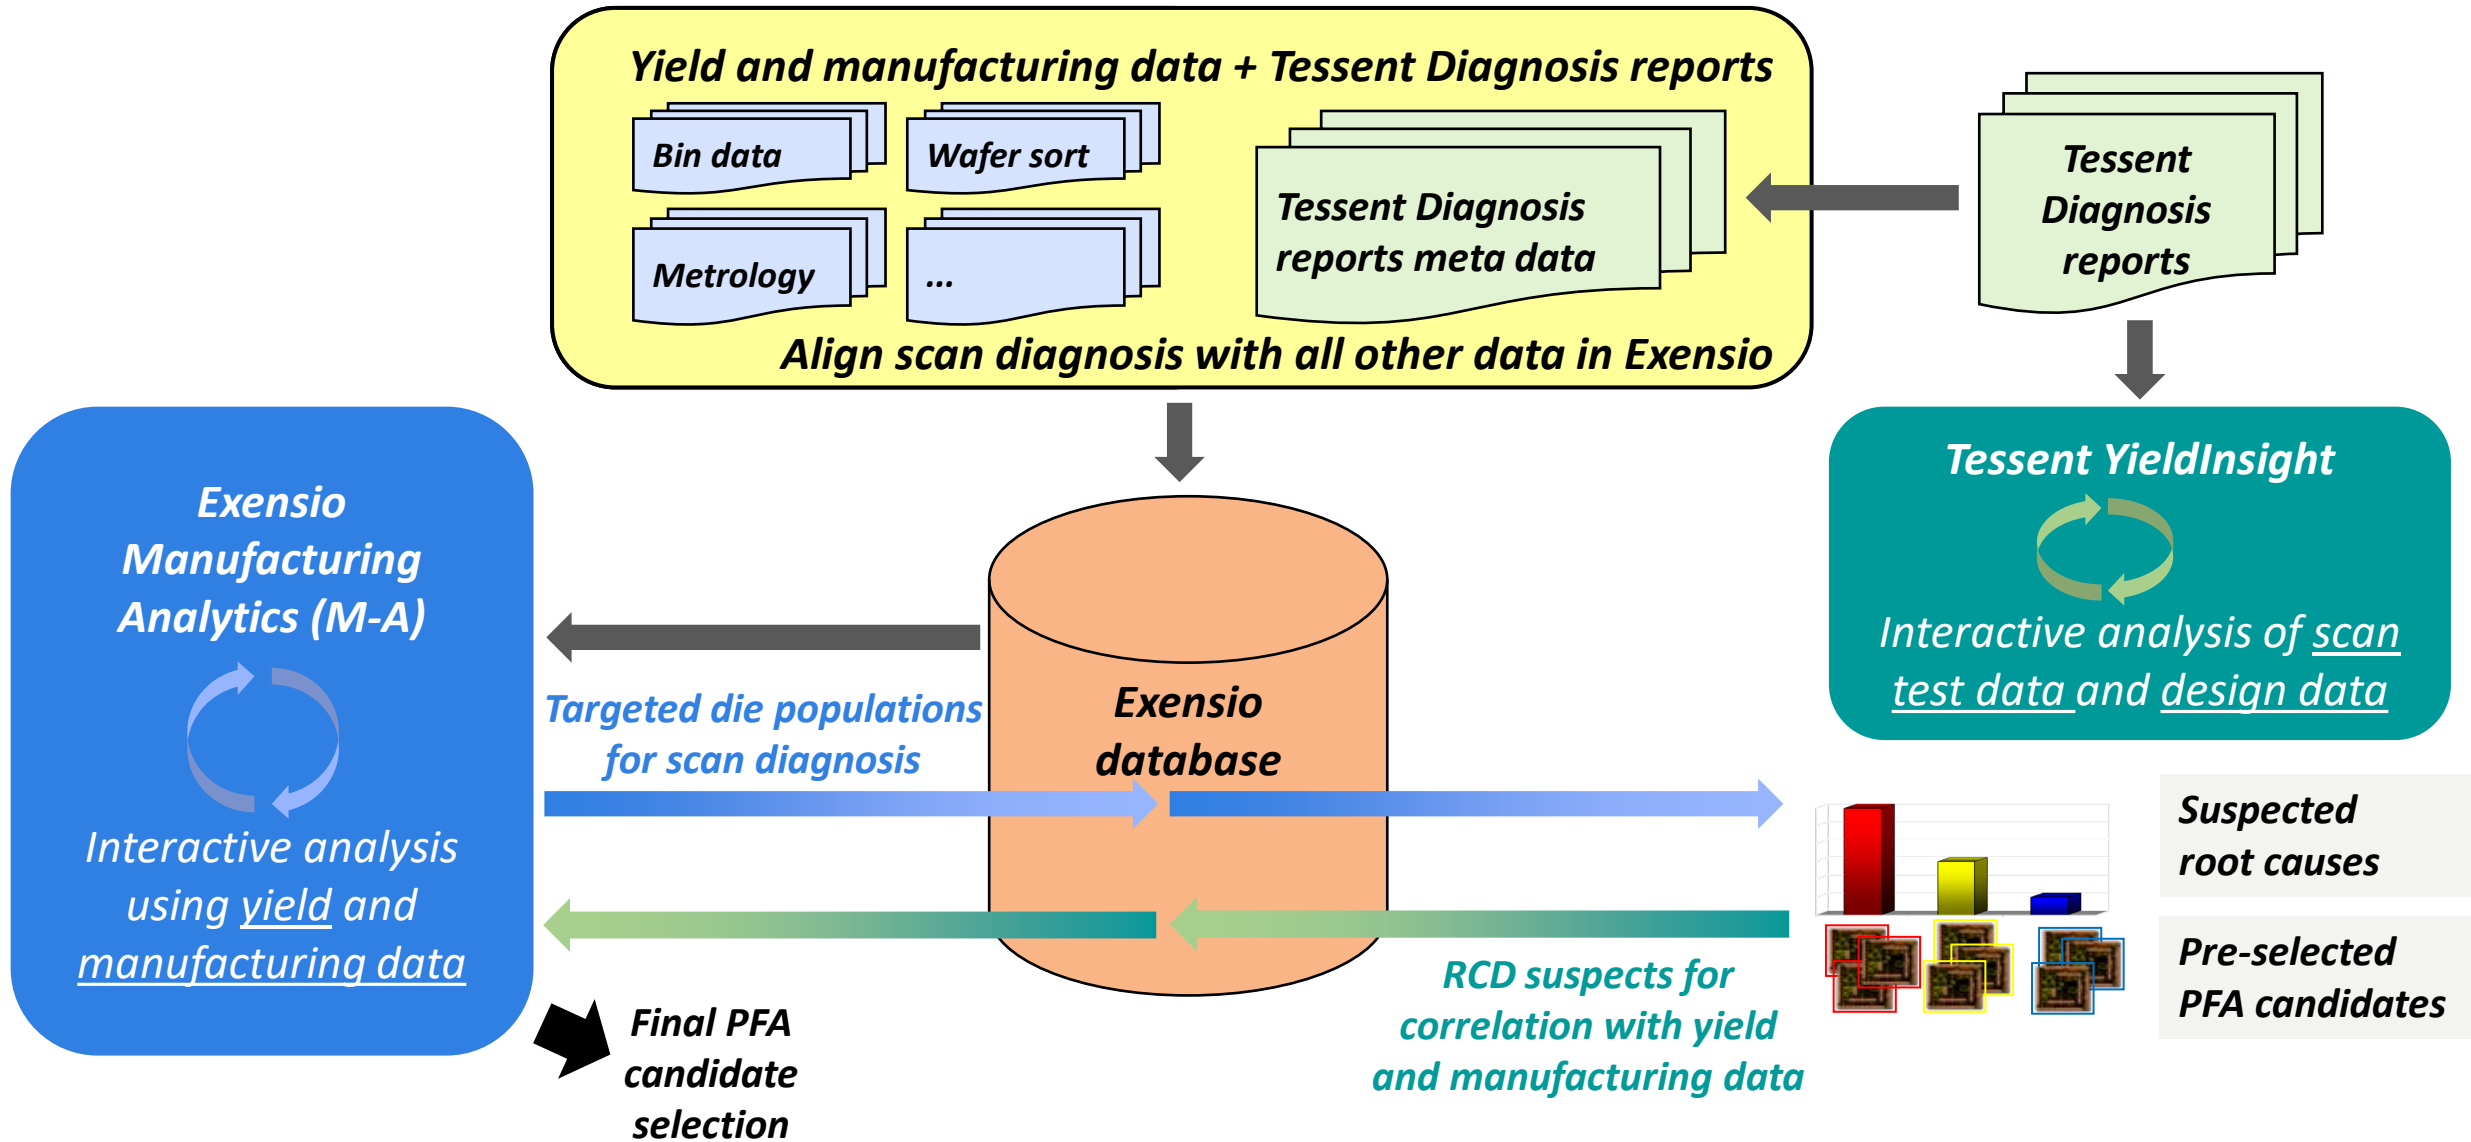 Yield and manufacturing data + Tessent Diagnosis reports
Bin data
Wafer sort
Metrology
...
Tessent Diagnosis
reports meta data
Align scan diagnosis with all other data in Exensio
Tessent
Diagnosis
reports
Exensio
Manufacturing
Analytics (M-A)
Interactive analysis
using yield and
manufacturing data
Targeted die populations
for scan diagnosis
Exensio
database
Tessent YieldInsight
Interactive analysis of scan
test data and design data
Suspected
root causes
Pre-selected
PFA candidates
RCD suspects for
correlation with yield
and manufacturing data
Final PFA
candidate
selection